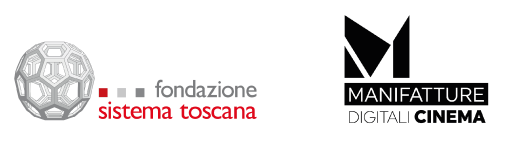 fondazione
sistema toscana
MANIFATTURE
DIGITALI CINEMA